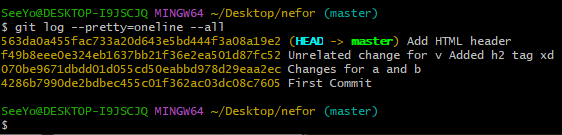 SeeYo@DESKTOP-I9JSCJQ MINGW64 ~/Desktop/nefor (master)
$ git log --pretty=oneline --all
563da0a455fac733a20d643e5bd444f3a08a19e2 (HEAD -> master) Add HTML header
f49b8eee0e324eb1637bb21f36e2ea501d87fc52 Unrelated change for v Added h2 tag xd
070be9671dbdd01d055cd50eabbd978d29eaa2ec Changes for a and b
4286b7990de2bdbec455c01f362ac03dc08c7605 First Commit
SeeYo@DESKTOP-I9JSCJQ MINGW64 ~/Desktop/nefor (master)
$